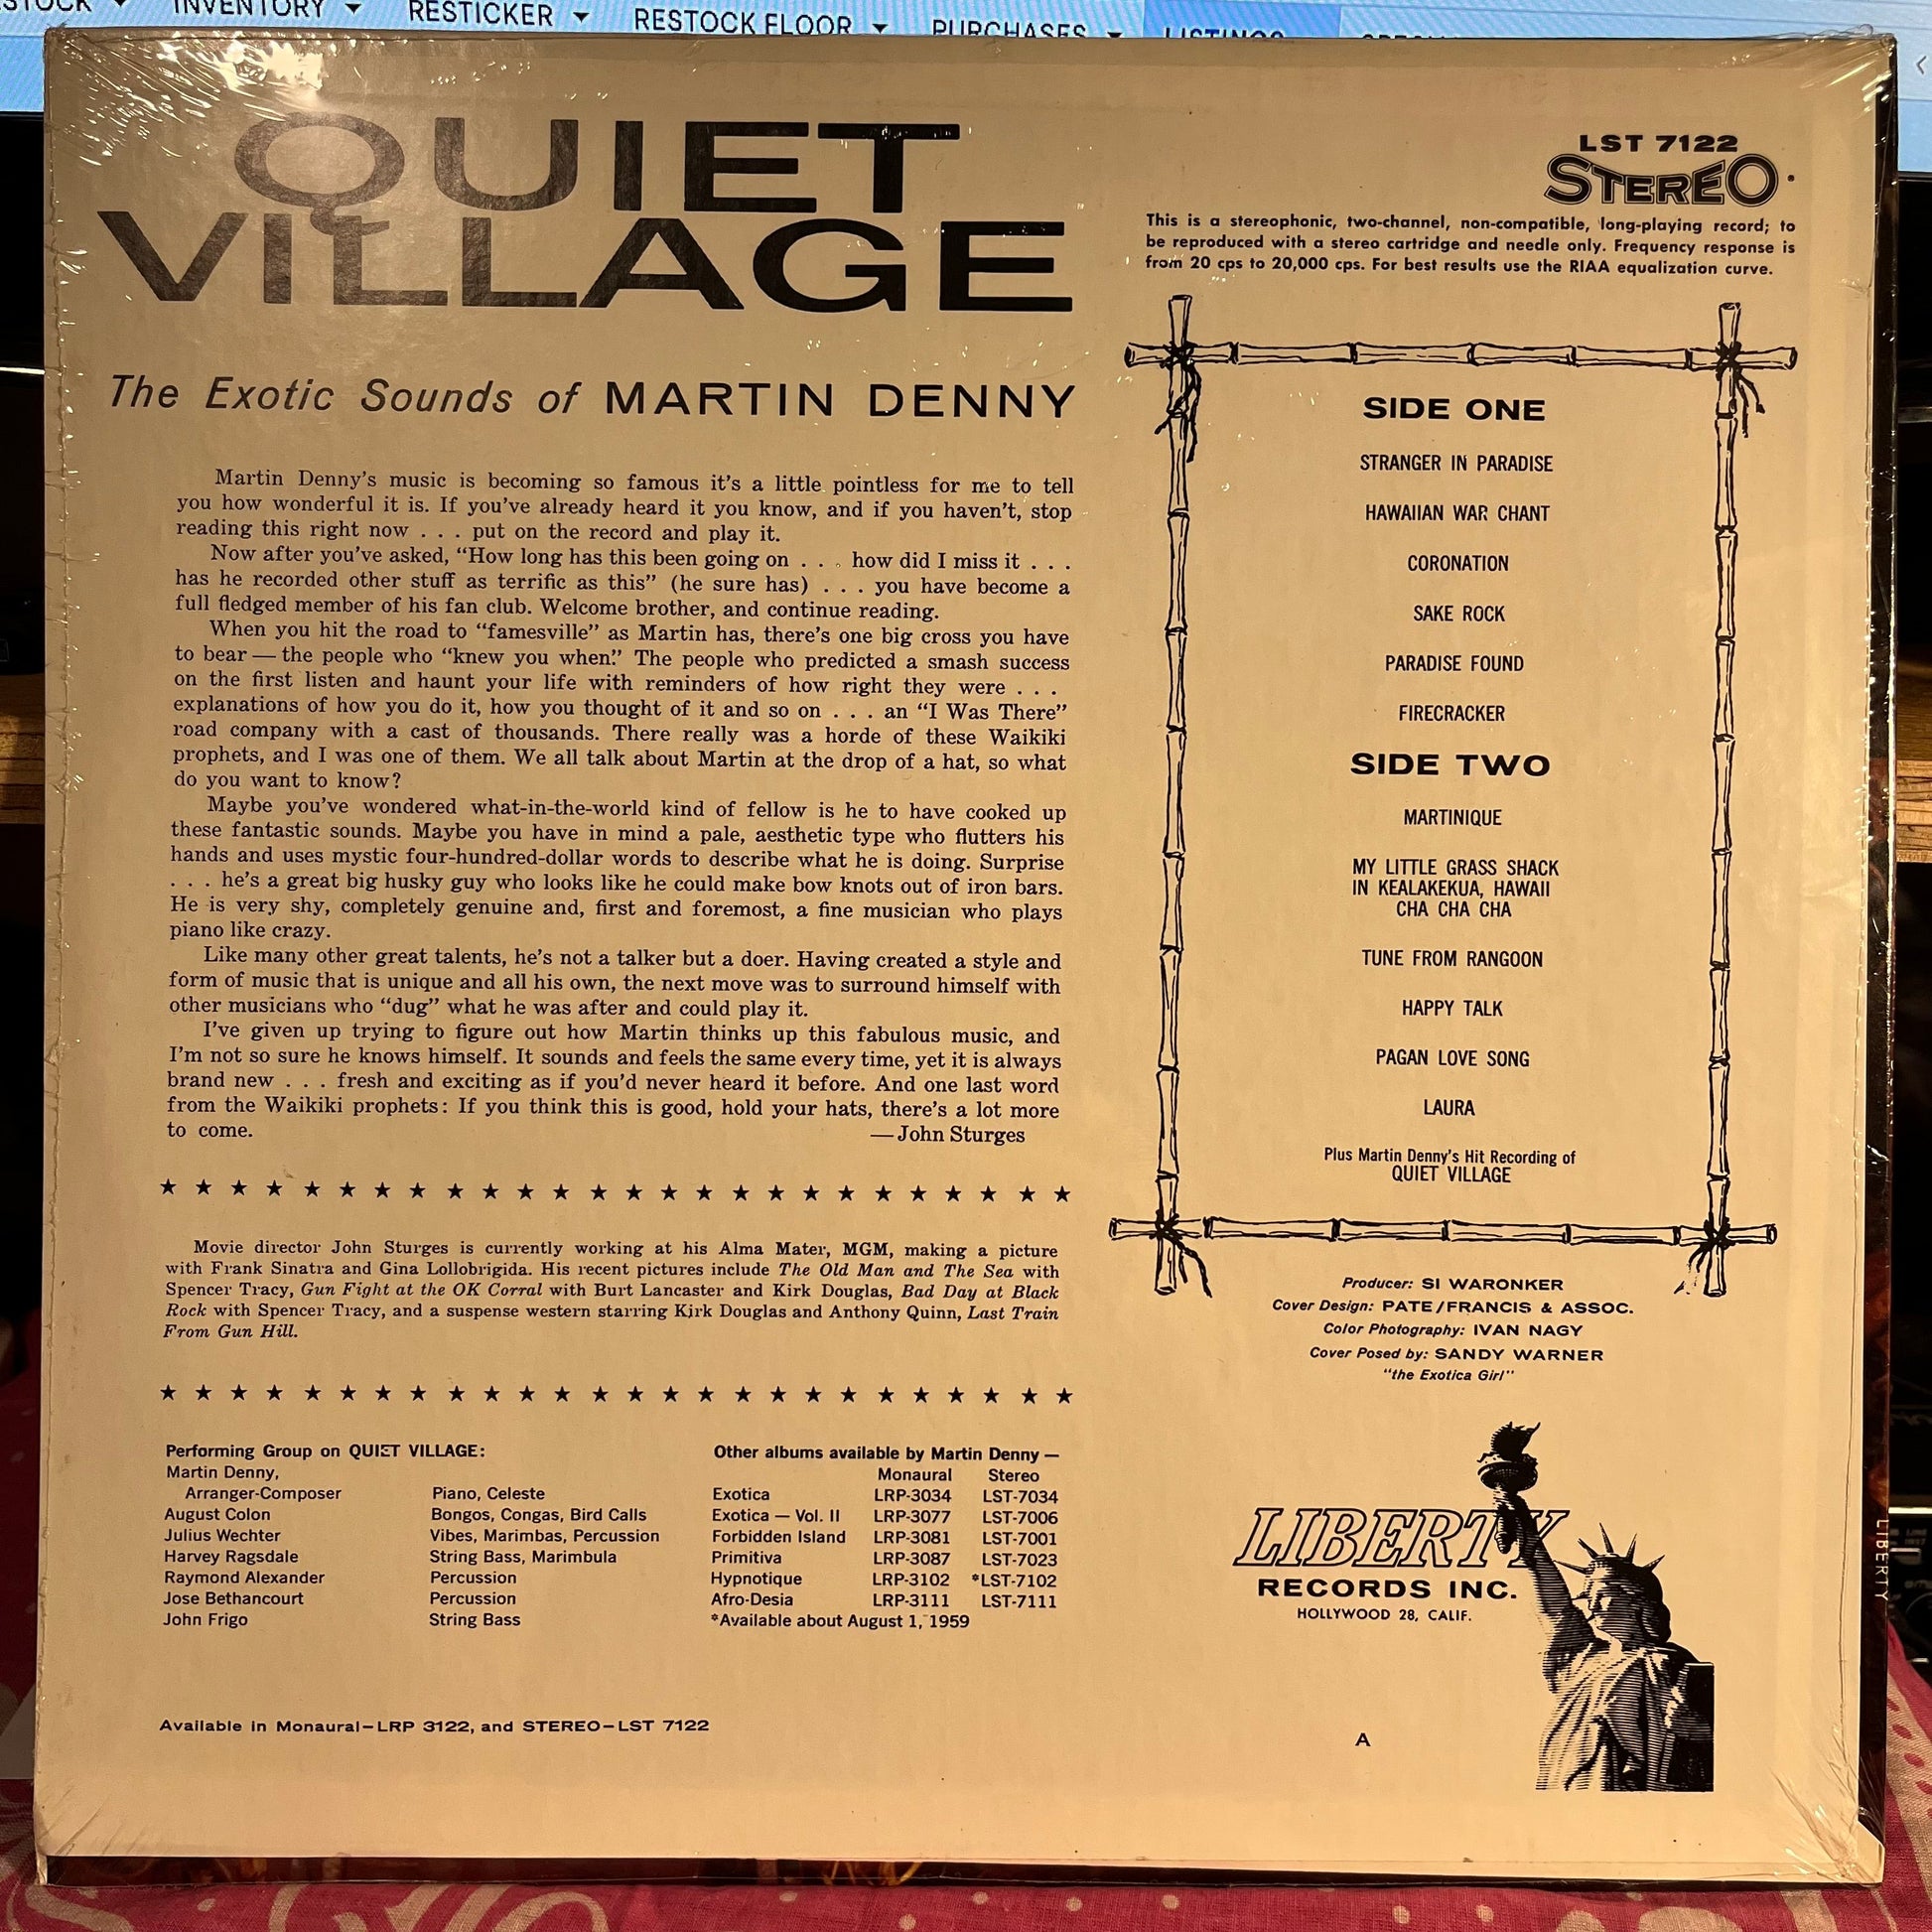 INVENTORY
RESTICKER
RESTOCK FLOOR
PURCHASES
LISTINGS
QUIET
VILLAGE
The Exotic Sounds of MARTIN DENNY
Martin Denny's music is becoming so famous it's a little pointless for me to tell
you how wonderful it is. If you've already heard it you know, and if you haven't, stop
reading this right now . . . put on the record and play it.
Now after you've asked, “How long has this been going on . . . how did I miss it . . .
has he recorded other stuff as terrific as this” (he sure has) . . . you have become a
full fledged member of his fan club. Welcome brother, and continue reading.
When you hit the road to “famesville” as Martin has, there's one big cross you have
to bear — the people who “knew you when.” The people who predicted a smash success
on the first listen and haunt your life with reminders of how right they were . . .
explanations of how you do it, how you thought of it and so on . . . an “I Was There”
road company with a cast of thousands. There really was a horde of these Waikiki
prophets, and I was one of them. We all talk about Martin at the drop of a hat, so what
do you want to know?
Maybe you've wondered what-in-the-world kind of fellow is he to have cooked up
these fantastic sounds. Maybe you have in mind a pale, aesthetic type who flutters his
hands and uses mystic four-hundred-dollar words to describe what he is doing. Surprise
. . . he's a great big husky guy who looks like he could make bow knots out of iron bars.
He is very shy, completely genuine and, first and foremost, a fine musician who plays
piano like crazy.
Like many other great talents, he's not a talker but a doer. Having created a style and
form of music that is unique and all his own, the next move was to surround himself with
other musicians who “dug” what he was after and could play it.
I've given up trying to figure out how Martin thinks up this fabulous music, and
I'm not so sure he knows himself. It sounds and feels the same every time, yet it is always
brand new . . . fresh and exciting as if you'd never heard it before. And one last word
from the Waikiki prophets: If you think this is good, hold your hats, there's a lot more
to come. — John Sturges
Movie director John Sturges is currently working at his Alma Mater, MGM, making a picture
with Frank Sinatra and Gina Lollobrigida. His recent pictures include The Old Man and The Sea with
Spencer Tracy, Gun Fight at the OK Corral with Burt Lancaster and Kirk Douglas, Bad Day at Black
Rock with Spencer Tracy, and a suspense western starring Kirk Douglas and Anthony Quinn, Last Train
From Gun Hill.
Performing Group on QUIET VILLAGE:
Martin Denny,
Arranger-Composer Piano, Celeste
August Colon Bongos, Congas, Bird Calls
Julius Wechter Vibes, Marimbas, Percussion
Harvey Ragsdale String Bass, Marimbula
Raymond Alexander Percussion
Jose Bethancourt Percussion
John Frigo String Bass
Other albums available by Martin Denny —
Monaural Stereo
Exotica LRP-3034 LST-7034
Exotica — Vol. II LRP-3077 LST-7006
Forbidden Island LRP-3081 LST-7001
Primitiva LRP-3087 LST-7023
Hypnotique LRP-3102 *LST-7102
Afro-Desia LRP-3111 LST-7111
*Available about August 1, 1959
Available in Monaural—LRP 3122, and STEREO—LST 7122
LST 7122
STEREO
This is a stereophonic, two-channel, non-compatible, long-playing record; to
be reproduced with a stereo cartridge and needle only. Frequency response is
from 20 cps to 20,000 cps. For best results use the RIAA equalization curve.
SIDE ONE
STRANGER IN PARADISE
HAWAIIAN WAR CHANT
CORONATION
SAKE ROCK
PARADISE FOUND
FIRECRACKER
SIDE TWO
MARTINIQUE
MY LITTLE GRASS SHACK
IN KEALAKEKUA, HAWAII
CHA CHA CHA
TUNE FROM RANGOON
HAPPY TALK
PAGAN LOVE SONG
LAURA
Plus Martin Denny's Hit Recording of
QUIET VILLAGE
Producer: SI WARONKER
Cover Design: PATE/FRANCIS & ASSOC.
Color Photography: IVAN NAGY
Cover Posed by: SANDY WARNER
“the Exotica Girl”
LIBERTY
RECORDS INC.
HOLLYWOOD 28, CALIF.
A
LIBERTY